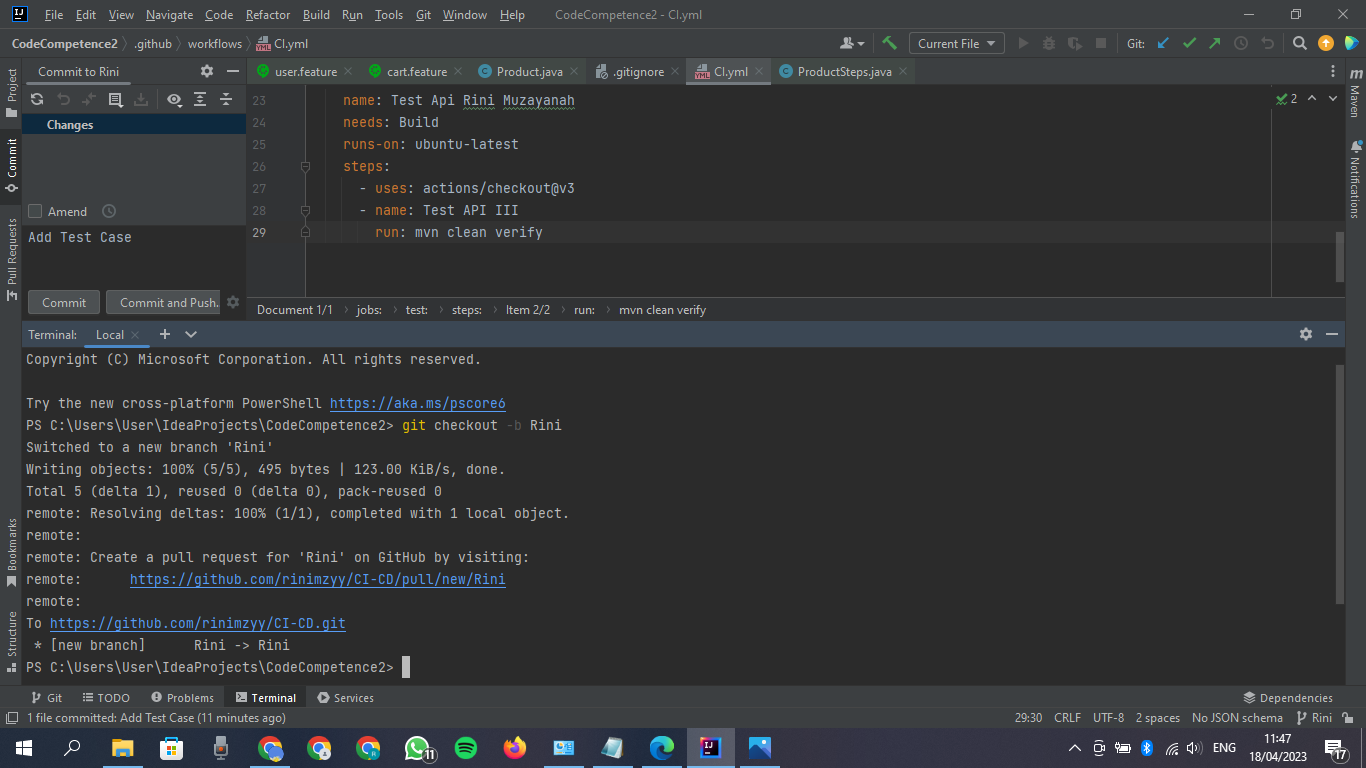 File Edit View Navigate Code Refactor Build Run Tools Git Window Help CodeCompetence2 - CI.yml
CodeCompetence2 .github workflows CI.yml Current File Git:
Commit to Rini
user.feature cart.feature Product.java .gitignore CI.yml ProductSteps.java
Project
Commit
Pull Requests
Bookmarks
Structure
Maven
Notifications
Changes
Amend
Add Test Case
Commit Commit and Push.
23 name: Test Api Rini Muzayanah
24 needs: Build
25 runs-on: ubuntu-latest
26 steps:
27 - uses: actions/checkout@v3
28 - name: Test API III
29 run: mvn clean verify
2
Document 1/1 jobs: test: steps: Item 2/2 run: mvn clean verify
Terminal: Local
Copyright (C) Microsoft Corporation. All rights reserved.
Try the new cross-platform PowerShell https://aka.ms/pscore6
PS C:\Users\User\IdeaProjects\CodeCompetence2> git checkout -b Rini
Switched to a new branch 'Rini'
Writing objects: 100% (5/5), 495 bytes | 123.00 KiB/s, done.
Total 5 (delta 1), reused 0 (delta 0), pack-reused 0
remote: Resolving deltas: 100% (1/1), completed with 1 local object.
remote:
remote: Create a pull request for 'Rini' on GitHub by visiting:
remote: https://github.com/rinimzyy/CI-CD/pull/new/Rini
remote:
To https://github.com/rinimzyy/CI-CD.git
* [new branch] Rini -> Rini
PS C:\Users\User\IdeaProjects\CodeCompetence2>
Git TODO Problems Terminal Services Dependencies
1 file committed: Add Test Case (11 minutes ago) 29:30 CRLF UTF-8 2 spaces No JSON schema Rini
11 ENG 11:47
18/04/2023 17